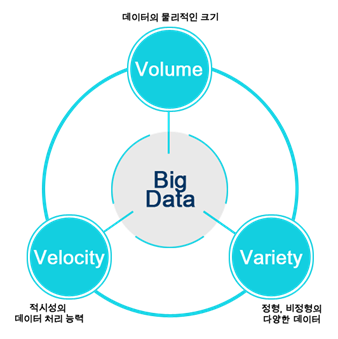 데이터의 물리적인 크기
Volume
Big
Data
Velocity
Variety
적시성의
데이터 처리 능력
정형, 비정형의
다양한 데이터